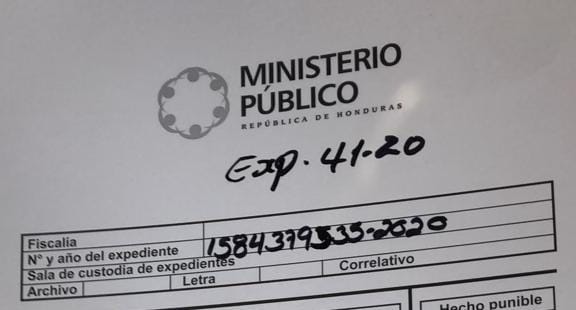 MINISTERIO
PÚBLICO
REPÚBLICA DE HONDURAS
Exp. 41-20
Fiscalia
N° y año del expediente 1584379535-2020
Sala de custodia de expedientes
Archivo Letra Correlativo
Hecho punible